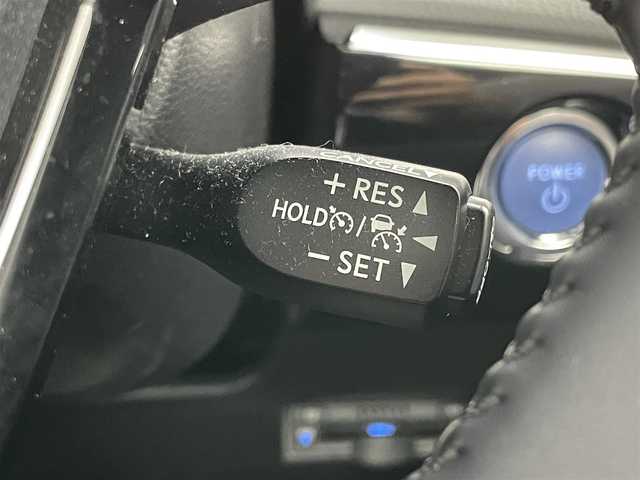 CANCEL
+ RES
HOLD /
− SET
POWER